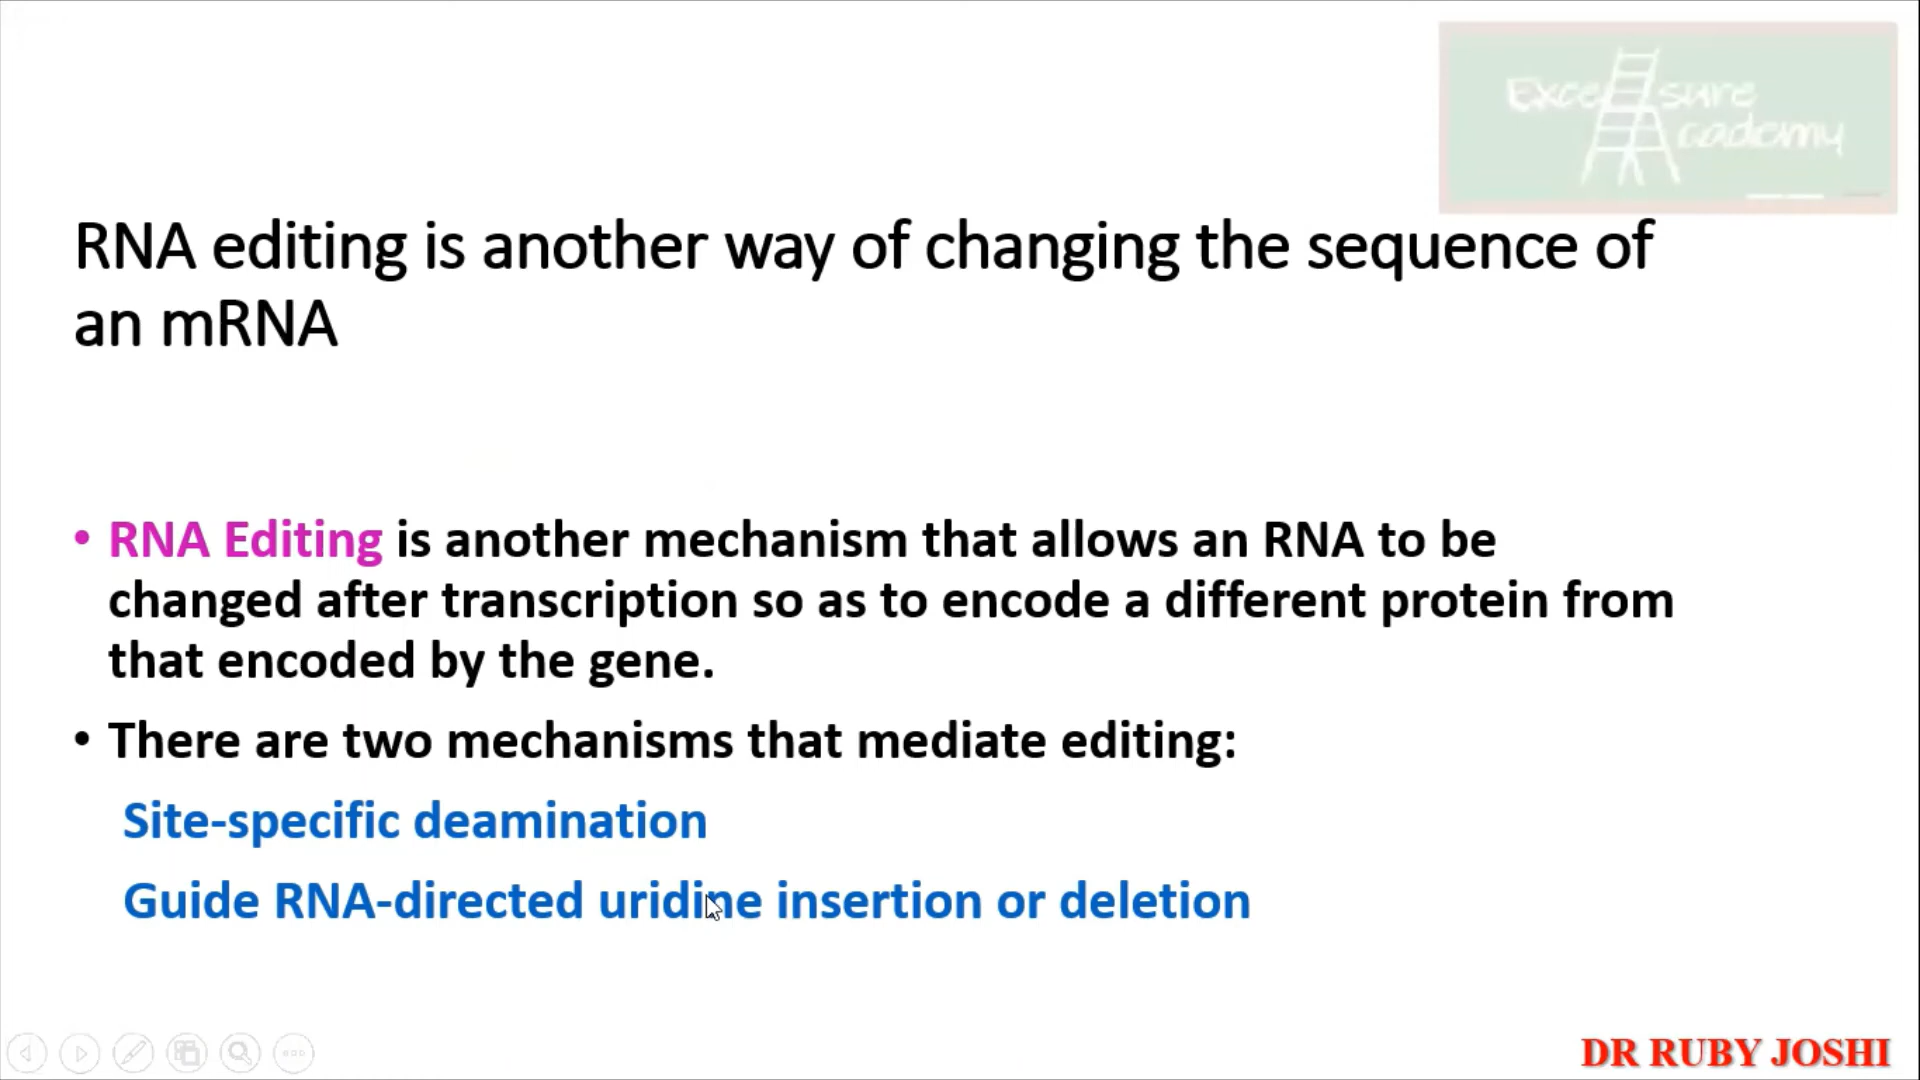 Excel sure
Academy
RNA editing is another way of changing the sequence of
an mRNA
• RNA Editing is another mechanism that allows an RNA to be
changed after transcription so as to encode a different protein from
that encoded by the gene.
• There are two mechanisms that mediate editing:
Site-specific deamination
Guide RNA-directed uridine insertion or deletion
DR RUBY JOSHI